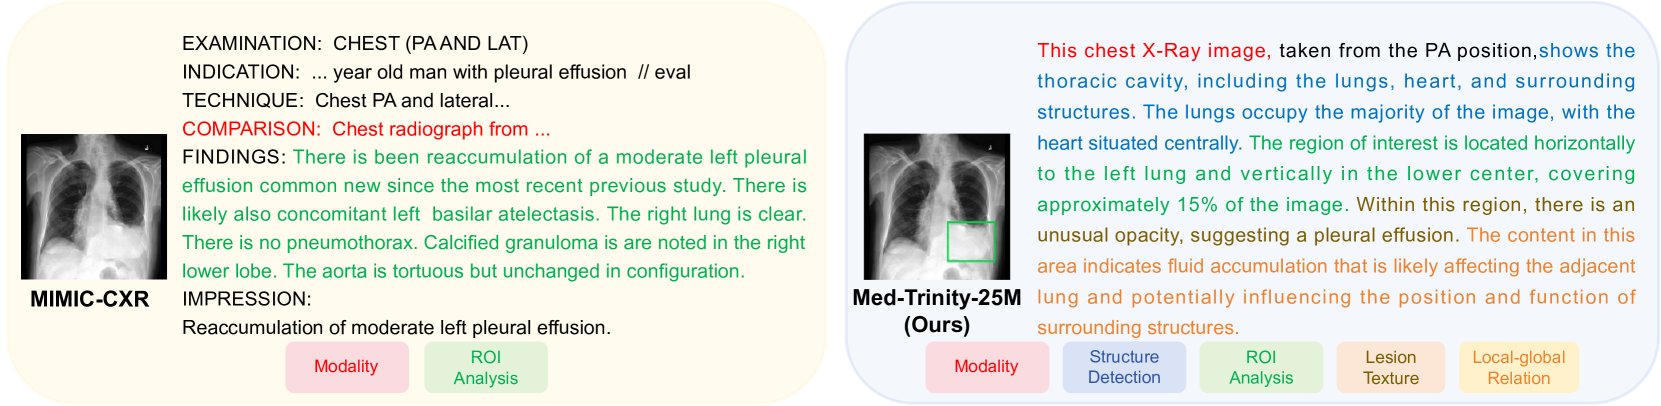 EXAMINATION: CHEST (PA AND LAT)
INDICATION: ... year old man with pleural effusion // eval
TECHNIQUE: Chest PA and lateral...
COMPARISON: Chest radiograph from ...
FINDINGS: There is been reaccumulation of a moderate left pleural
effusion common new since the most recent previous study. There is
likely also concomitant left basilar atelectasis. The right lung is clear.
There is no pneumothorax. Calcified granuloma is are noted in the right
lower lobe. The aorta is tortuous but unchanged in configuration.
IMPRESSION:
Reaccumulation of moderate left pleural effusion.
MIMIC-CXR
Modality
ROI
Analysis
This chest X-Ray image, taken from the PA position,shows the
thoracic cavity, including the lungs, heart, and surrounding
structures. The lungs occupy the majority of the image, with the
heart situated centrally. The region of interest is located horizontally
to the left lung and vertically in the lower center, covering
approximately 15% of the image. Within this region, there is an
unusual opacity, suggesting a pleural effusion. The content in this
area indicates fluid accumulation that is likely affecting the adjacent
lung and potentially influencing the position and function of
surrounding structures.
Med-Trinity-25M
(Ours)
Modality
Structure
Detection
ROI
Analysis
Lesion
Texture
Local-global
Relation